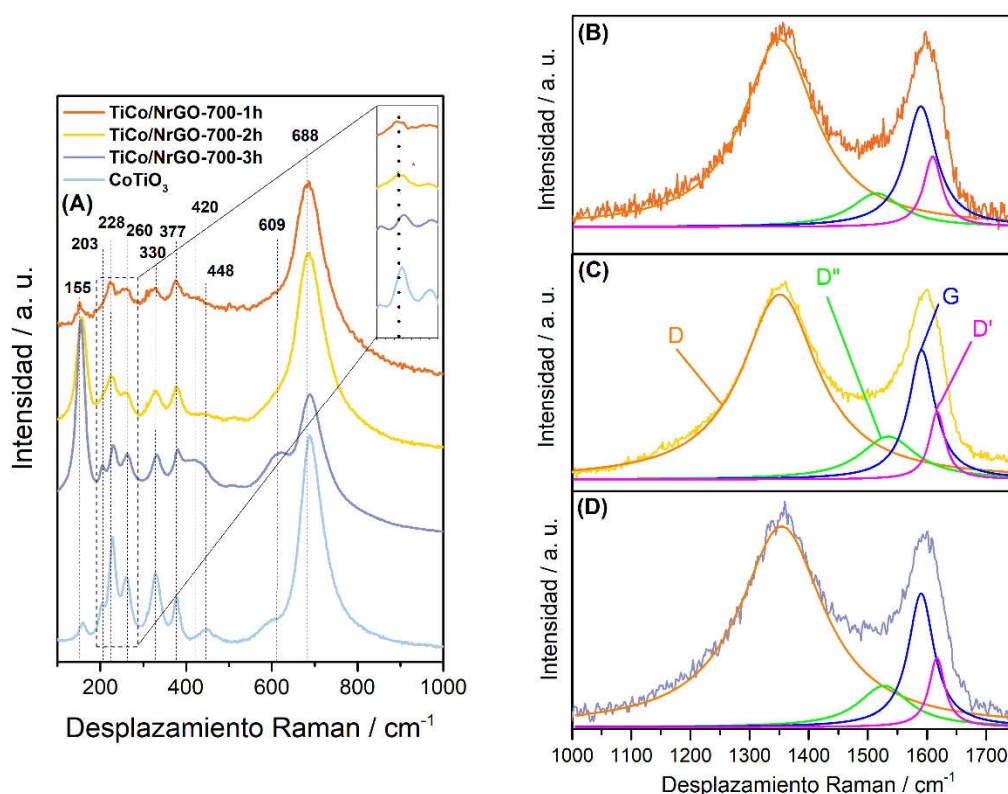 TiCo/NrGO-700-1h
TiCo/NrGO-700-2h
TiCo/NrGO-700-3h
CoTiO₃
(A)
155
203
228
260
330
377
420
448
609
688
Intensidad / a. u.
200 400 600 800 1000
Desplazamiento Raman / cm⁻¹
(B)
Intensidad / a. u.
(C)
D
D"
G
D'
Intensidad / a. u.
(D)
Intensidad / a. u.
1000 1100 1200 1300 1400 1500 1600 1700
Desplazamiento Raman / cm⁻¹